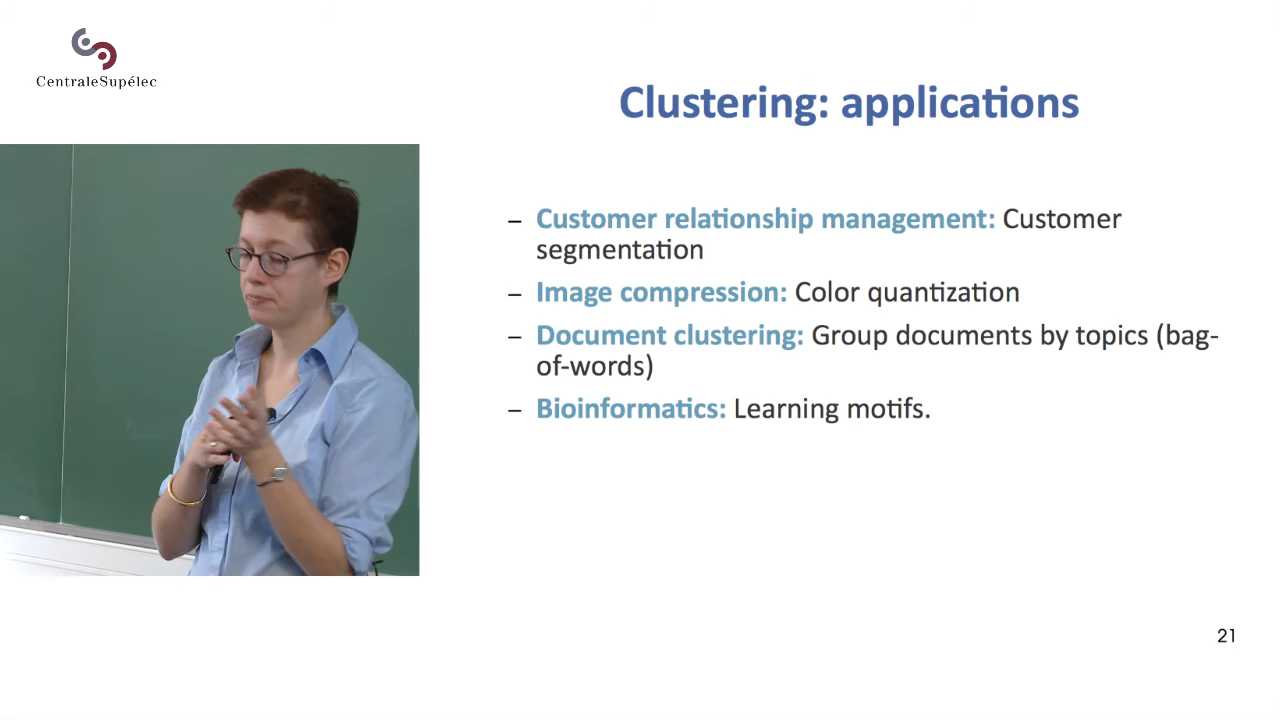 CentraleSupélec
Clustering: applications
– Customer relationship management: Customer
segmentation
– Image compression: Color quantization
– Document clustering: Group documents by topics (bag-
of-words)
– Bioinformatics: Learning motifs.
21